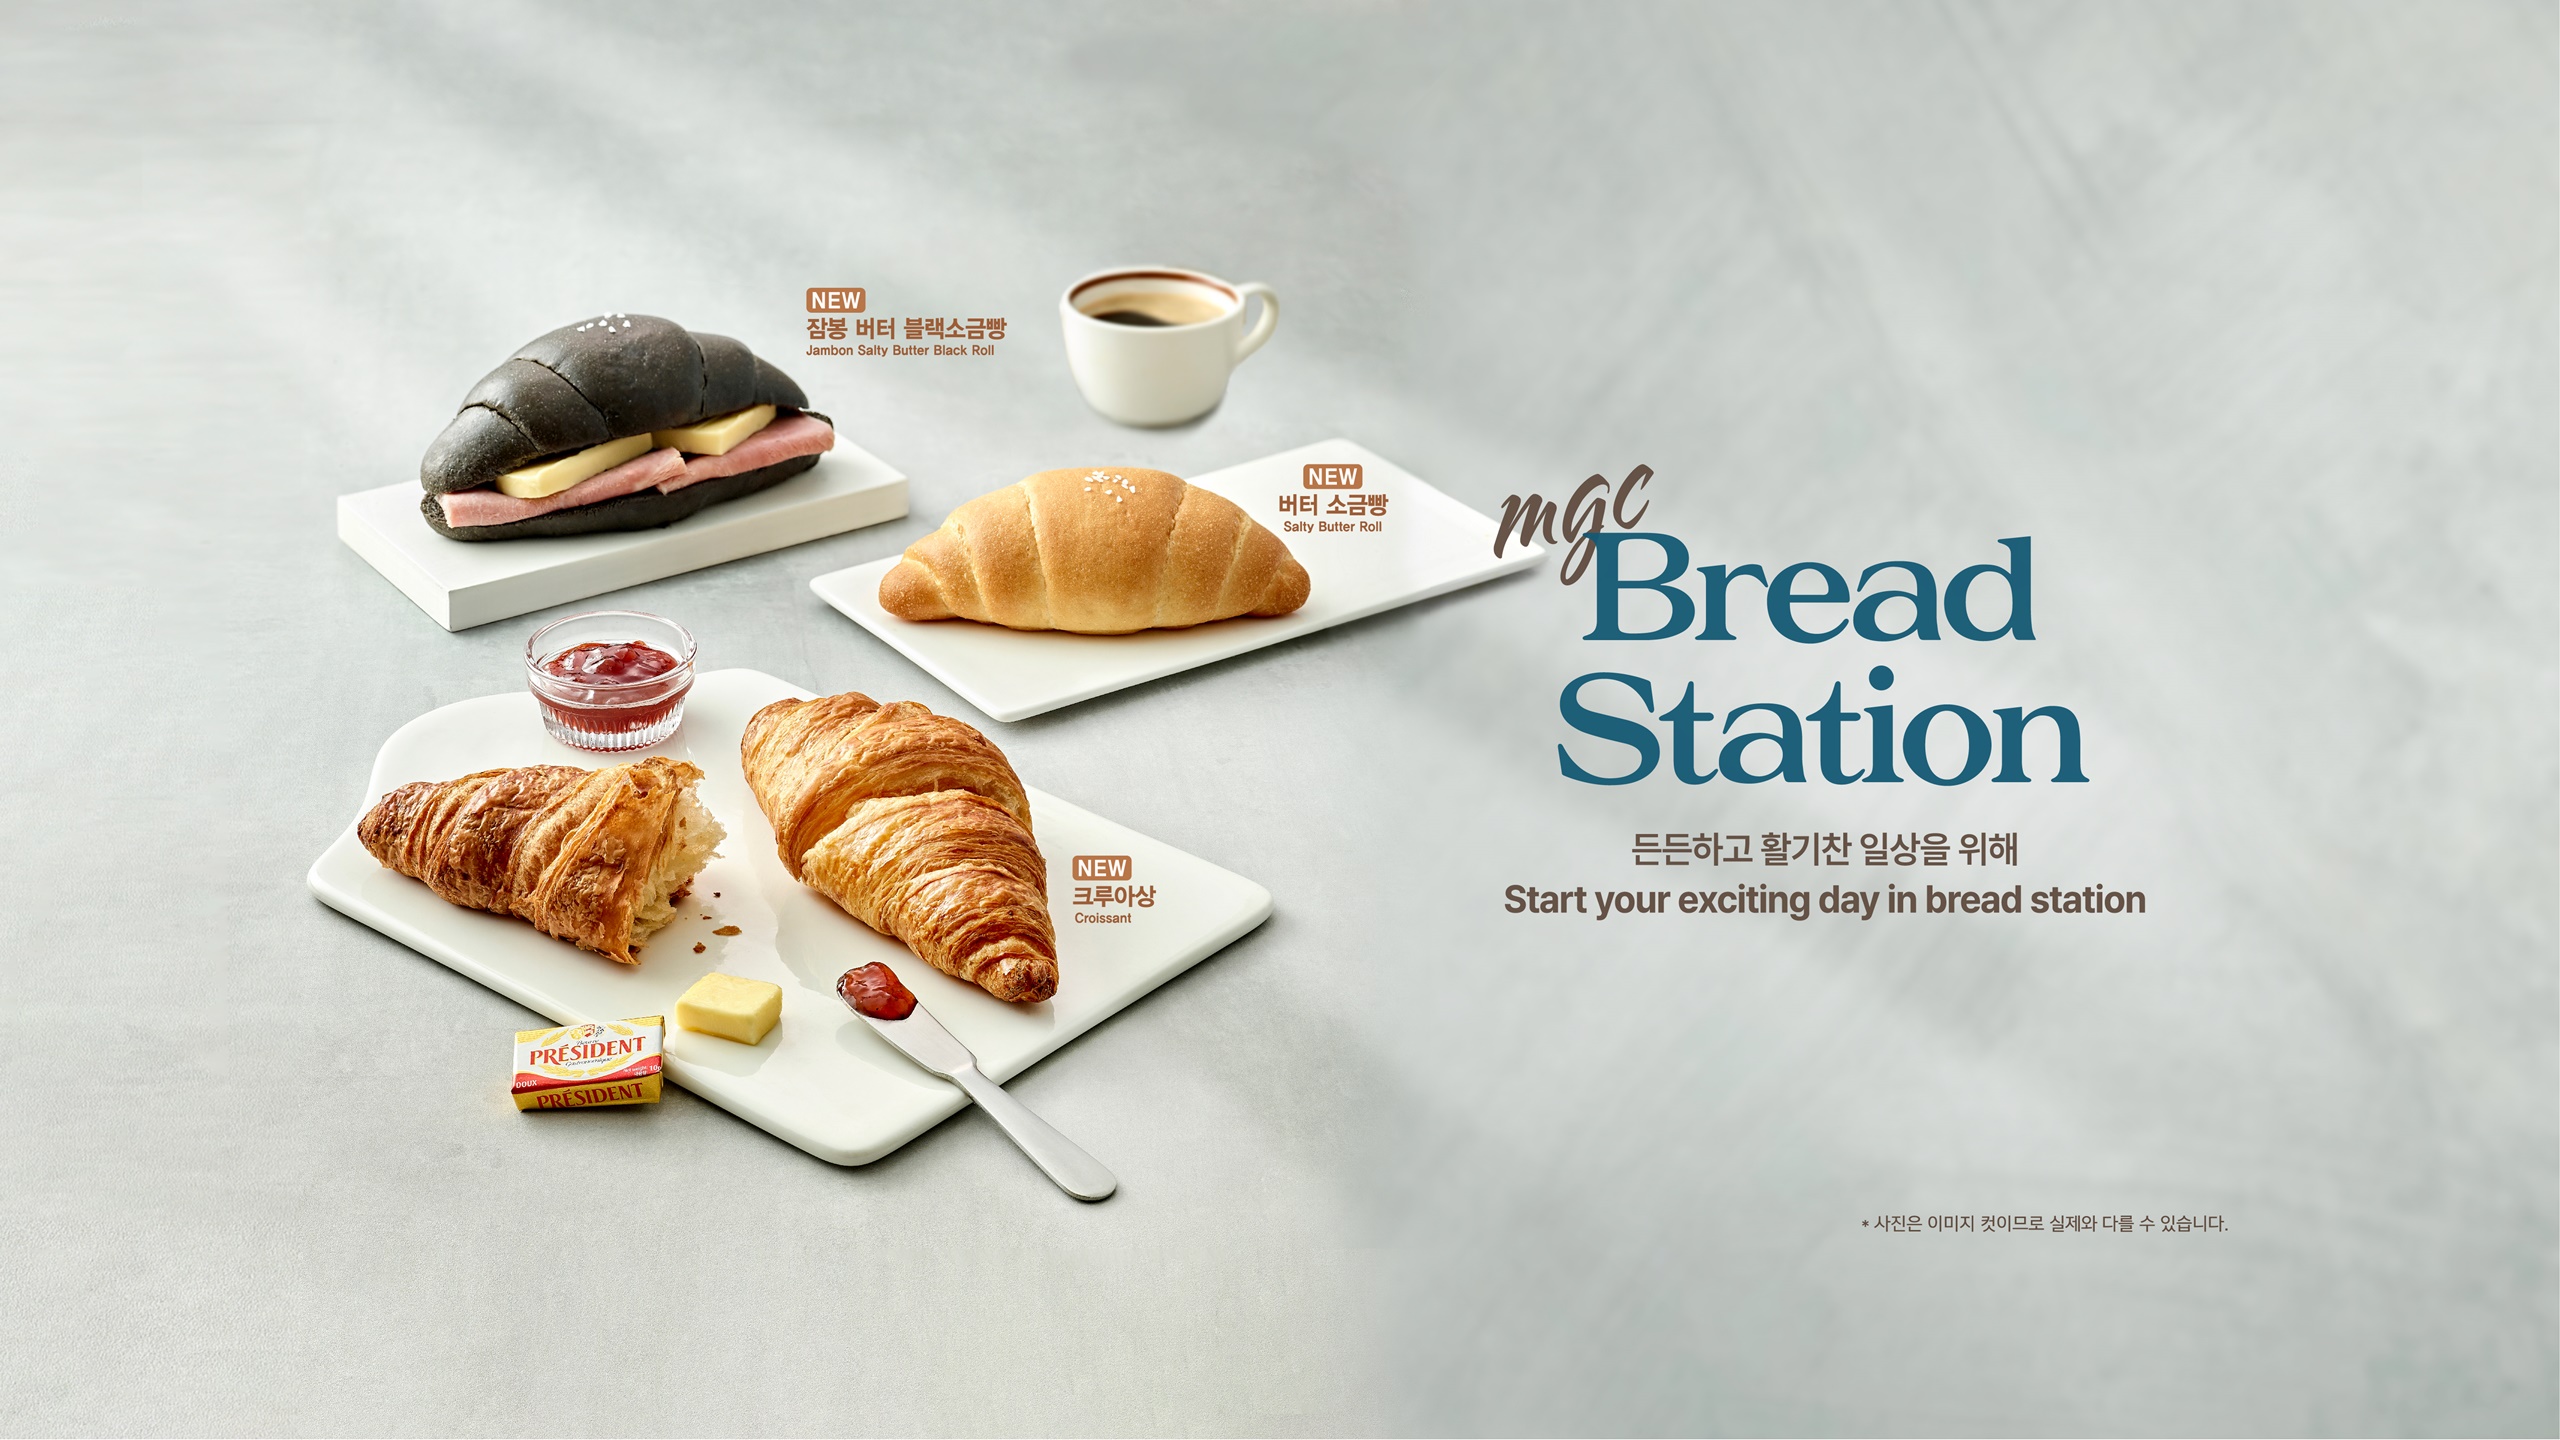 NEW
잠봉 버터 블랙소금빵
Jambon Salty Butter Black Roll
NEW
버터 소금빵
Salty Butter Roll
NEW
크루아상
Croissant
PRÉSIDENT
DOUX
PRÉSIDENT
mgc
Bread
Station
든든하고 활기찬 일상을 위해
Start your exciting day in bread station
* 사진은 이미지 컷이므로 실제와 다를 수 있습니다.